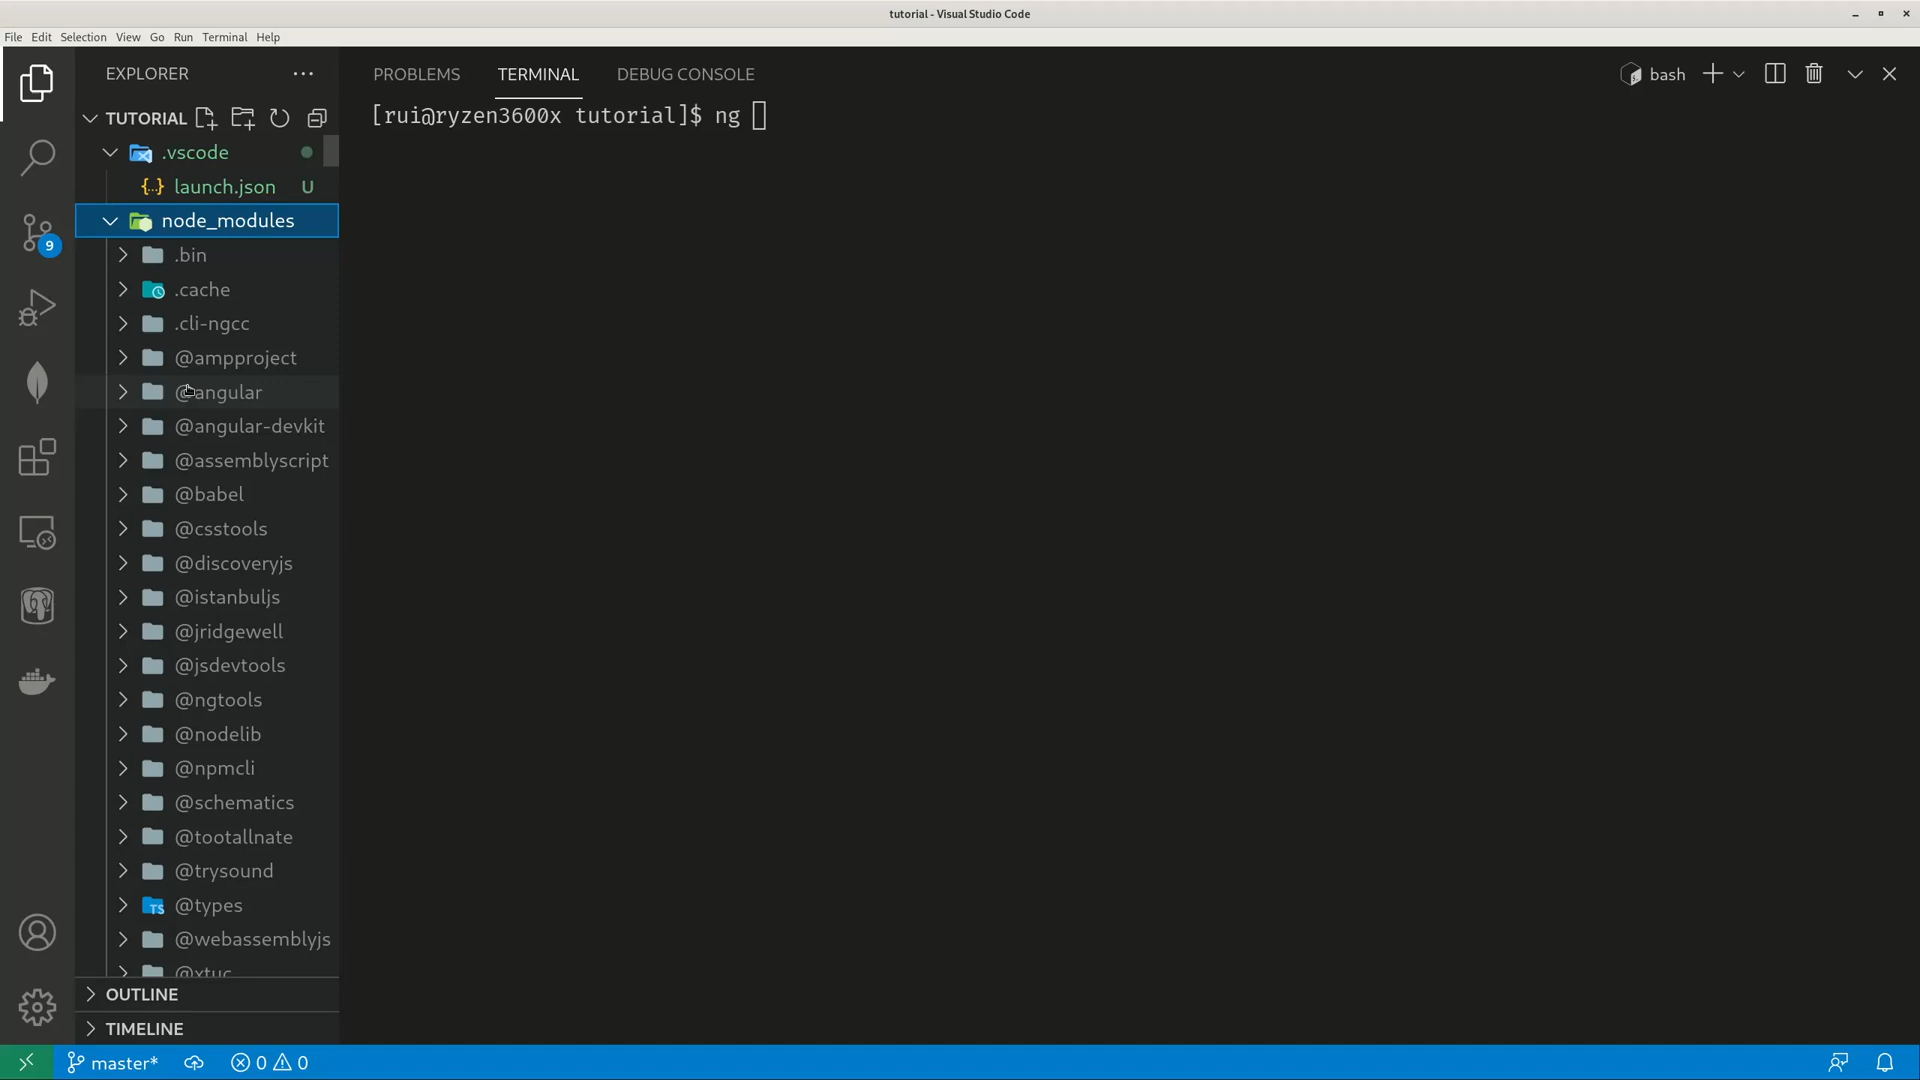 tutorial - Visual Studio Code
File Edit Selection View Go Run Terminal Help
EXPLORER
PROBLEMS TERMINAL DEBUG CONSOLE
bash
TUTORIAL
[rui@ryzen3600x tutorial]$ ng
.vscode
launch.json U
node_modules
9
.bin
.cache
.cli-ngcc
@ampproject
@angular
@angular-devkit
@assemblyscript
@babel
@csstools
@discoveryjs
@istanbuljs
@jridgewell
@jsdevtools
@ngtools
@nodelib
@npmcli
@schematics
@tootallnate
@trysound
TS @types
@webassemblyjs
@xtuc
OUTLINE
TIMELINE
master* 0 0